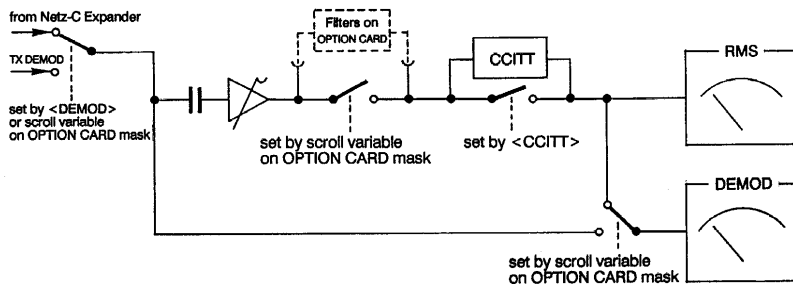 from Netz-C Expander
TX DEMOD
set by <DEMOD>
or scroll variable
on OPTION CARD mask
Filters on
OPTION CARD
set by scroll variable
on OPTION CARD mask
CCITT
set by <CCITT>
RMS
DEMOD
set by scroll variable
on OPTION CARD mask